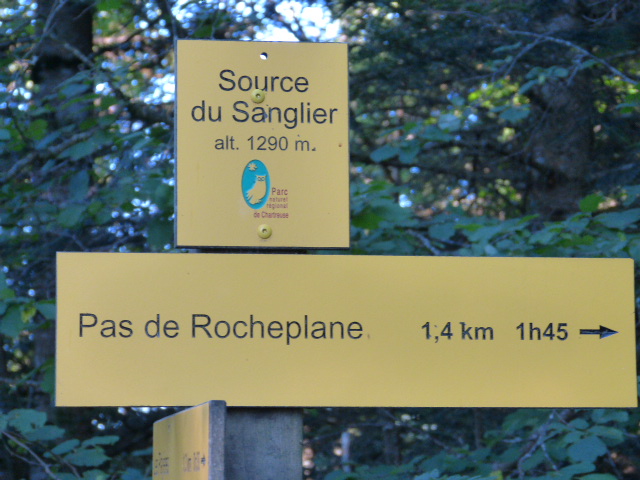 Source
du Sanglier
alt. 1290 m.
Parc
naturel
régional
de Chartreuse
Pas de Rocheplane 1,4 km 1h45 →